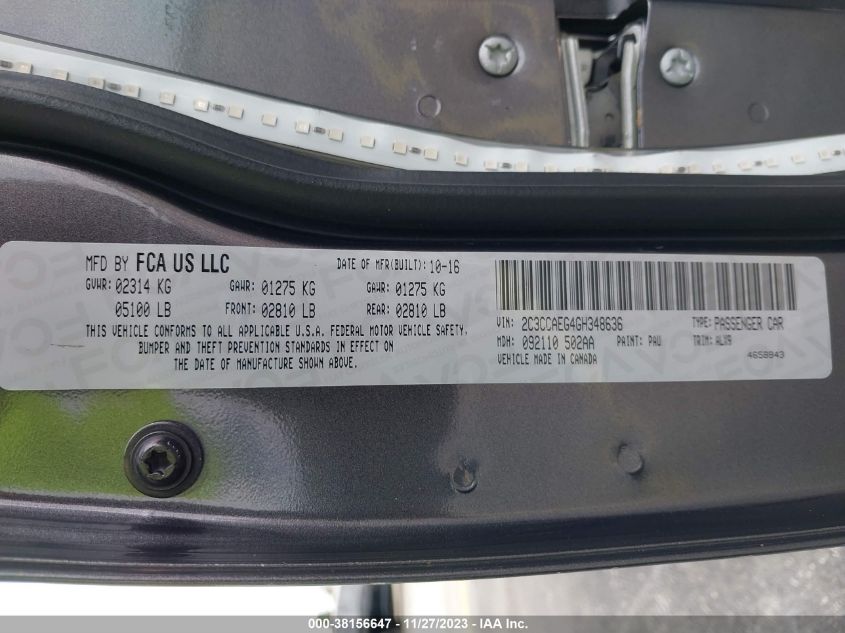 MFD BY FCA US LLC DATE OF MFR(BUILT): 10-16
GVWR: 02314 KG GAWR: 01275 KG GAWR: 01275 KG
05100 LB FRONT: 02810 LB REAR: 02810 LB
THIS VEHICLE CONFORMS TO ALL APPLICABLE U.S.A. FEDERAL MOTOR VEHICLE SAFETY,
BUMPER AND THEFT PREVENTION STANDARDS IN EFFECT ON
THE DATE OF MANUFACTURE SHOWN ABOVE.
VIN: 2C3CCAEG4GH348636 TYPE: PASSENGER CAR
MDH: 092110 502AA PAINT: PAU TRIM: ALX9
VEHICLE MADE IN CANADA 4658843
000-38156647 - 11/27/2023 - IAA Inc.